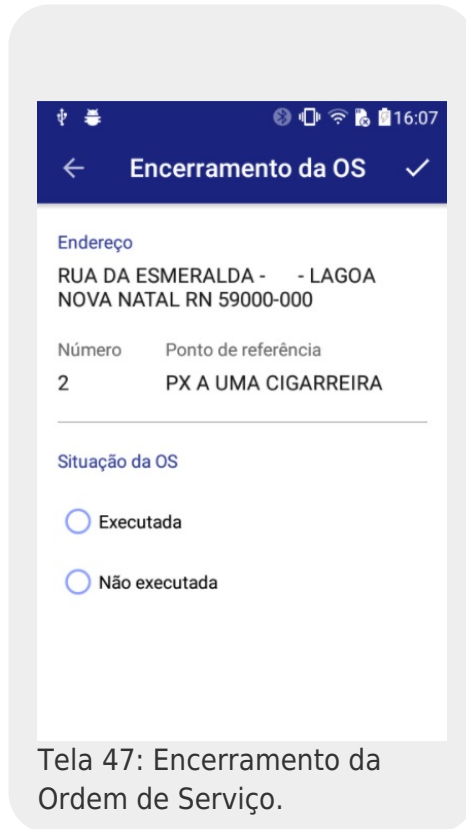 16:07
Encerramento da OS
Endereço
RUA DA ESMERALDA - - LAGOA
NOVA NATAL RN 59000-000
Número Ponto de referência
2 PX A UMA CIGARREIRA
Situação da OS
Executada
Não executada
Tela 47: Encerramento da
Ordem de Serviço.